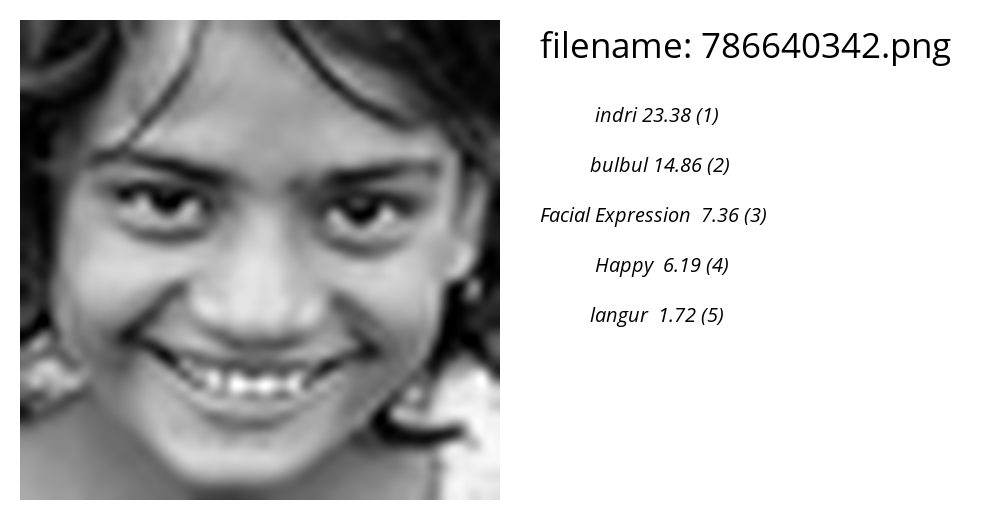 filename: 786640342.png
indri 23.38 (1)
bulbul 14.86 (2)
Facial Expression 7.36 (3)
Happy 6.19 (4)
langur 1.72 (5)